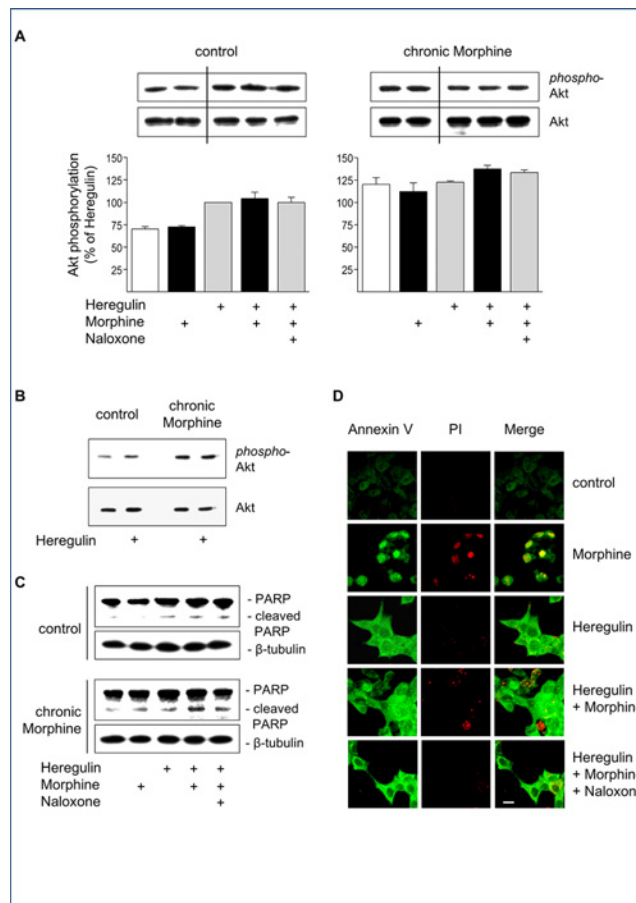 A
control
chronic Morphine
phospho-
Akt
Akt
Akt phosphorylation
(% of Heregulin)
150
125
100
75
50
25
150
125
100
75
50
25
Heregulin + + + + + +
Morphine + + + + + +
Naloxone + +
B
control
chronic
Morphine
phospho-
Akt
Akt
Heregulin + +
C
control
- PARP
- cleaved
PARP
- β-tubulin
chronic
Morphine
- PARP
- cleaved
PARP
- β-tubulin
Heregulin + + +
Morphine + + +
Naloxone +
D
Annexin V PI Merge
control
Morphine
Heregulin
Heregulin
+ Morphin
Heregulin
+ Morphin
+ Naloxon